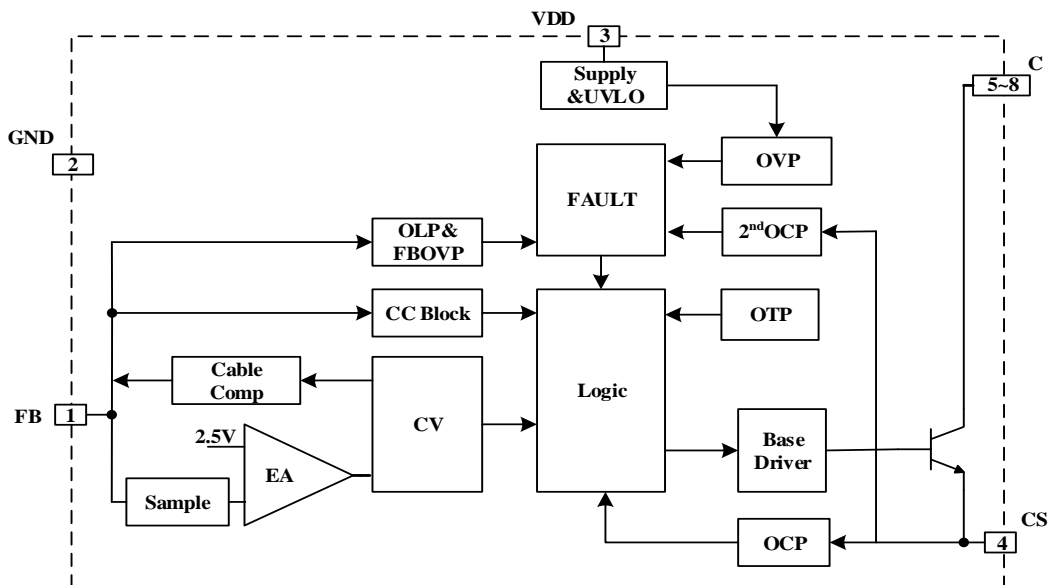 VDD
3
C
5~8
Supply
&UVLO
GND
2
OVP
FAULT
OLP&
FBOVP
2ndOCP
CC Block
OTP
Cable
Comp
Logic
FB
1
CV
2.5V
EA
Base
Driver
Sample
CS
4
OCP